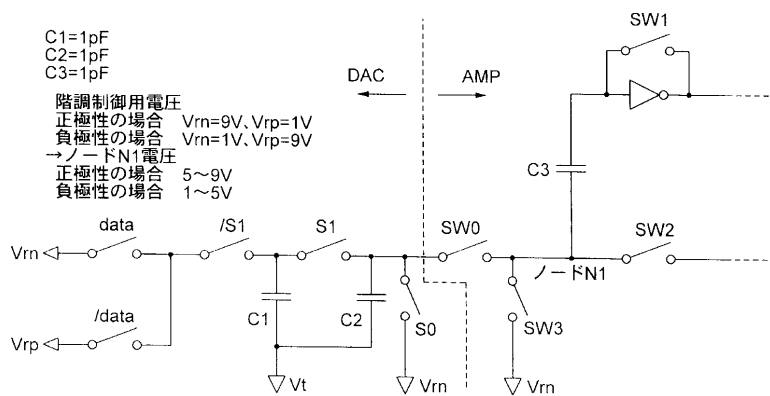 C1=1pF
C2=1pF
C3=1pF
階調制御用電圧
正極性の場合 Vrn=9V、Vrp=1V
負極性の場合 Vrn=1V、Vrp=9V
→ノードN1電圧
正極性の場合 5~9V
負極性の場合 1~5V
DAC
AMP
SW1
C3
data
/S1
S1
SW0
SW2
Vrn
ノードN1
/data
C1
C2
S0
SW3
Vrp
Vt
Vrn
Vrn